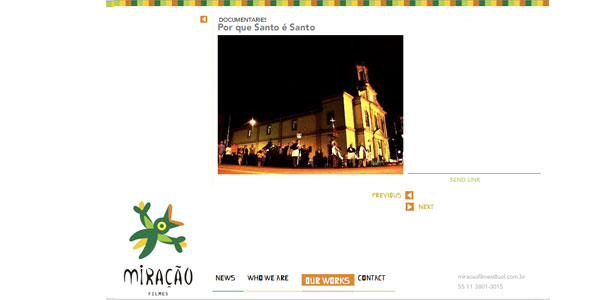 DOCUMENTARIES
Por que Santo é Santo
SEND LINK
PREVIOUS
NEXT
MIRAÇÃO
FILMES
NEWS
WHO WE ARE
OUR WORKS
CONTACT
miracaofilmes@uol.com.br
55 11 3801-3015